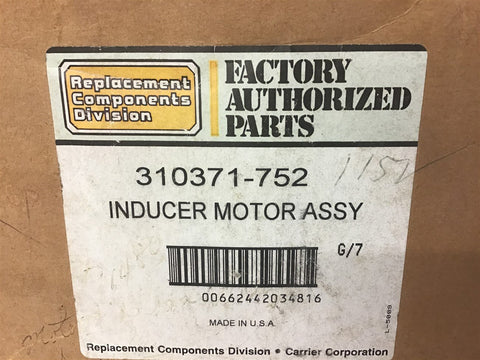 Replacement
Components
Division
FACTORY
AUTHORIZED
PARTS
310371-752
INDUCER MOTOR ASSY
G/7
00662442034816
MADE IN U.S.A.
L-5009
Replacement Components Division • Carrier Corporation